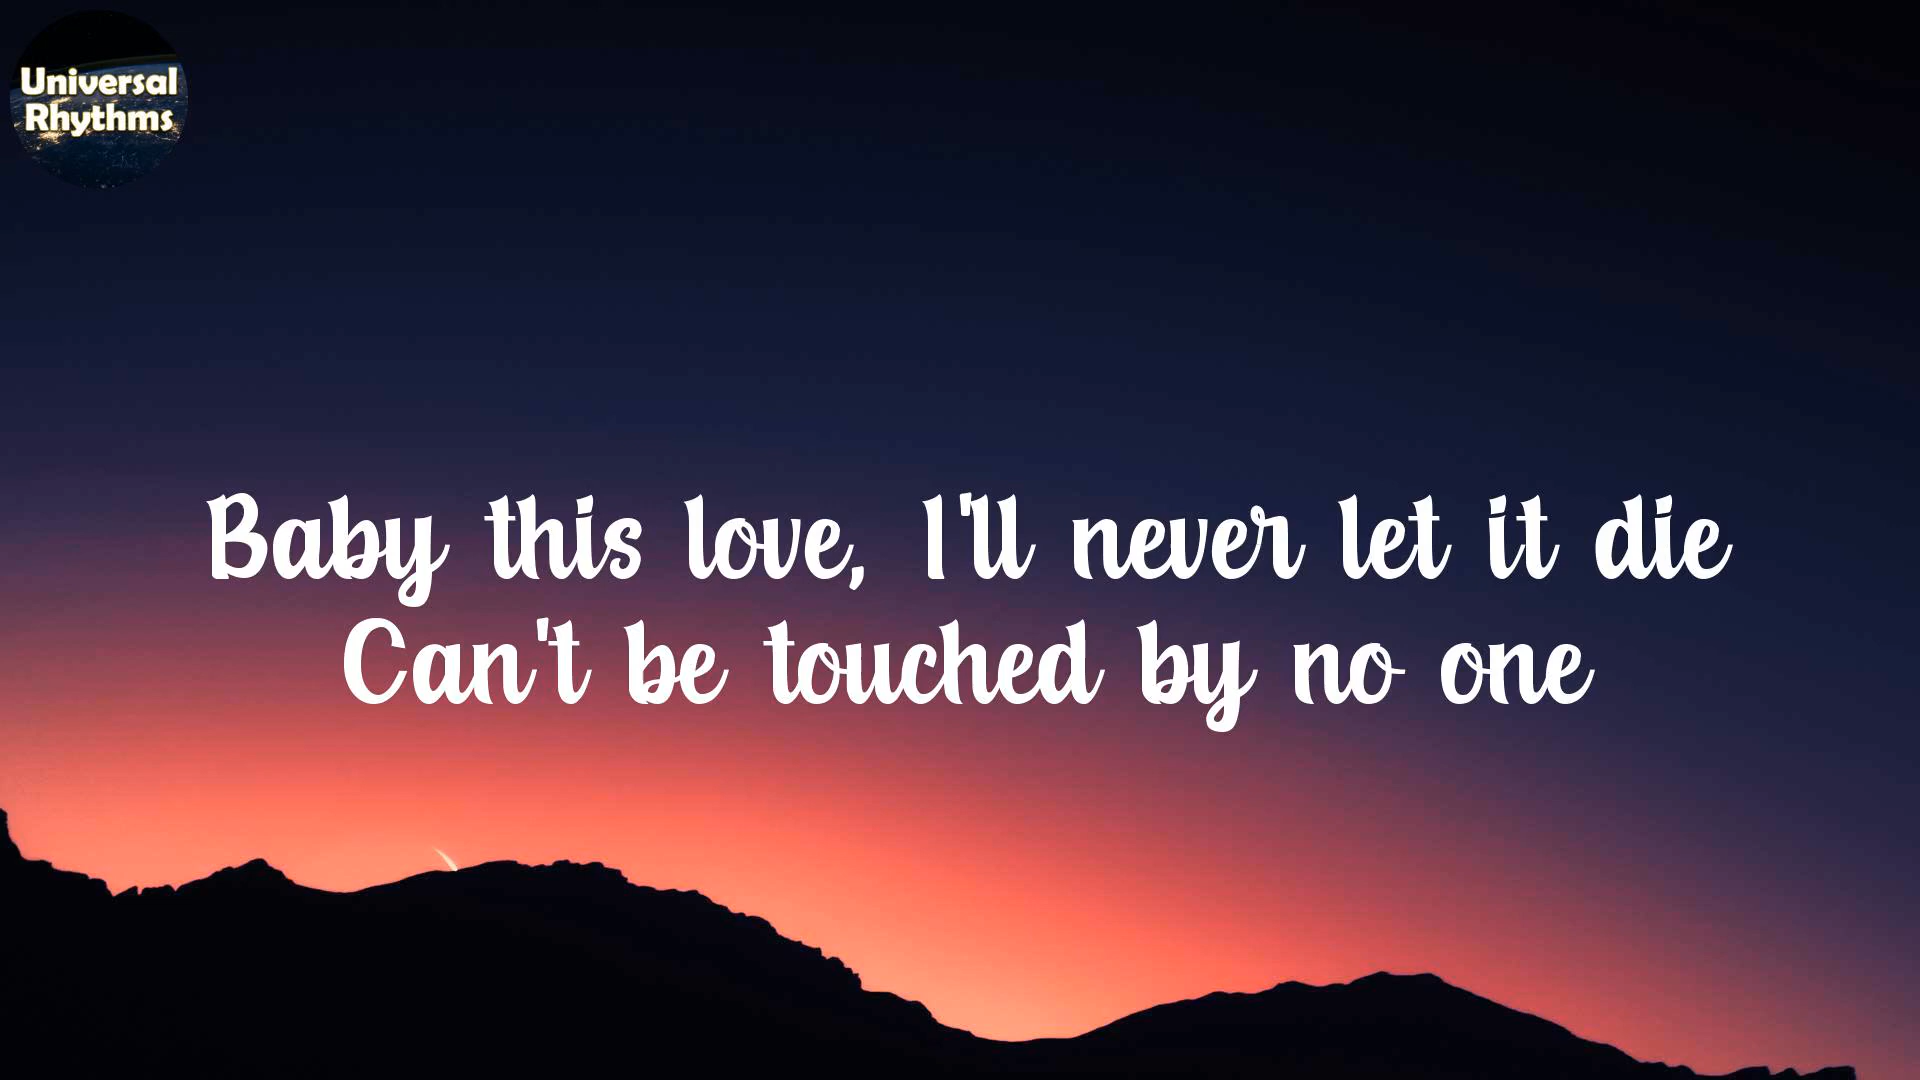 Universal
Rhythms
Baby this love, I'll never let it die
Can't be touched by no one